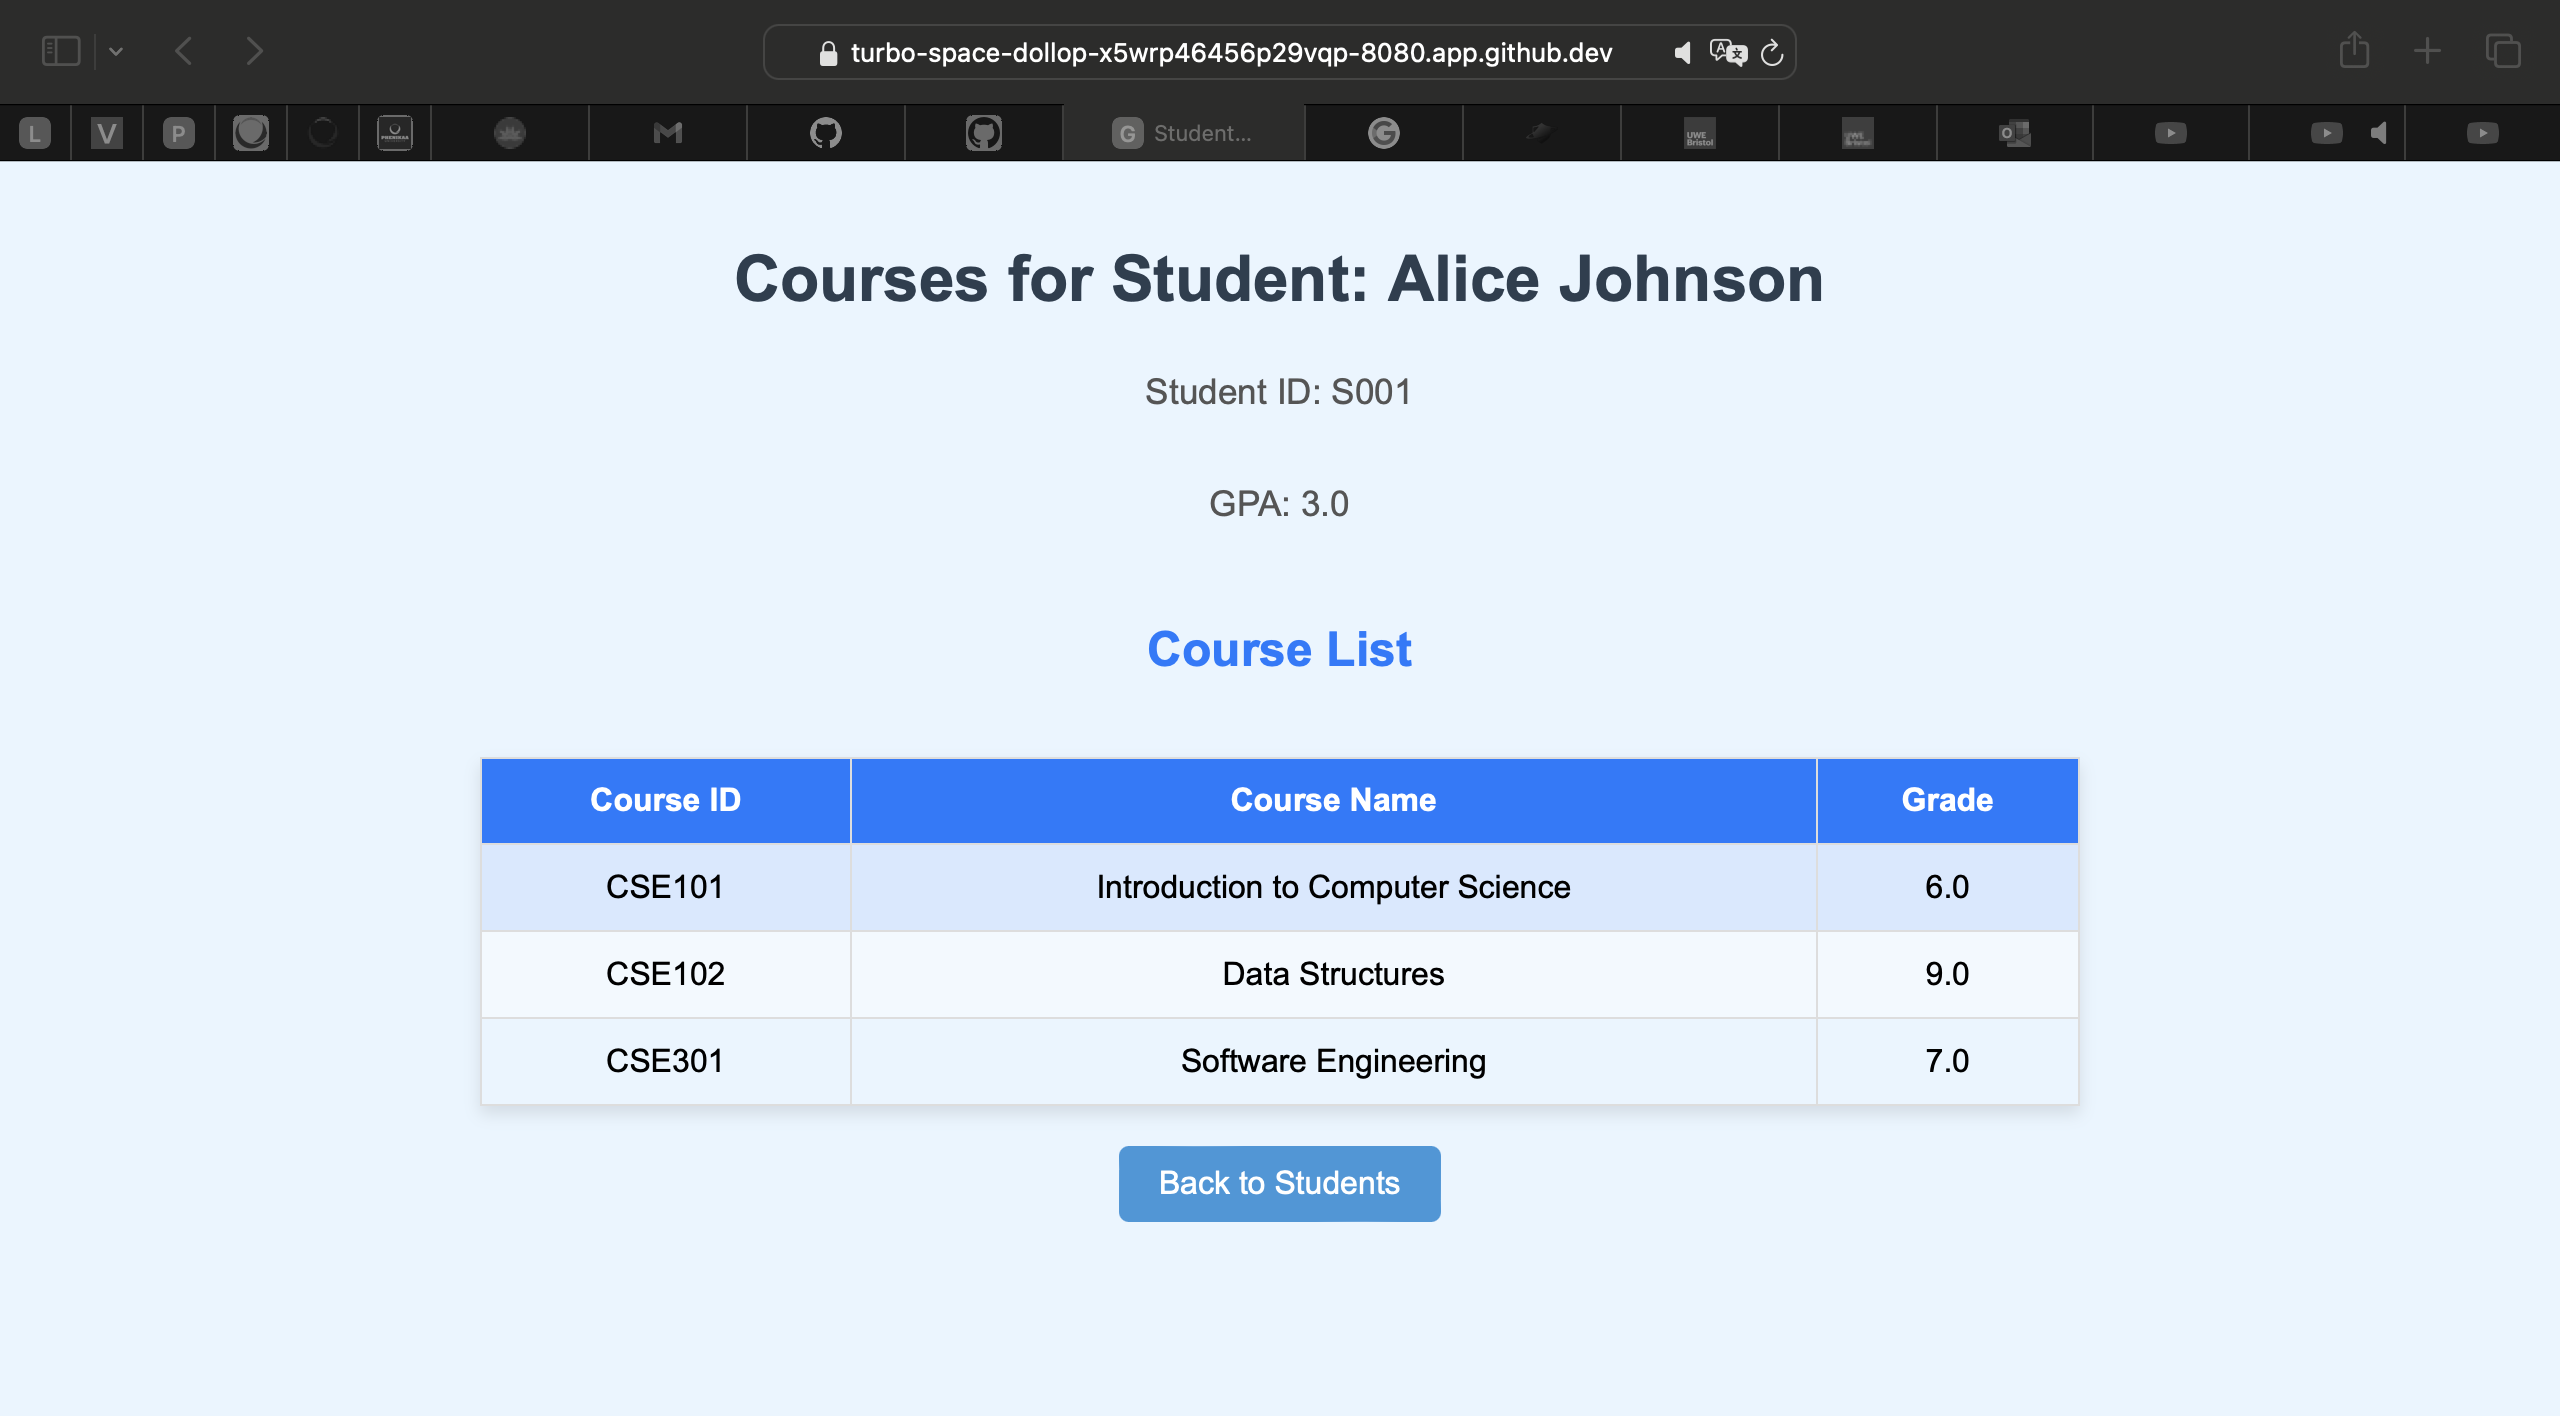 turbo-space-dollop-x5wrp46456p29vqp-8080.app.github.dev
L V P G Student... G UWE Bristol
Courses for Student: Alice Johnson
Student ID: S001
GPA: 3.0
Course List
Course ID Course Name Grade
CSE101 Introduction to Computer Science 6.0
CSE102 Data Structures 9.0
CSE301 Software Engineering 7.0
Back to Students